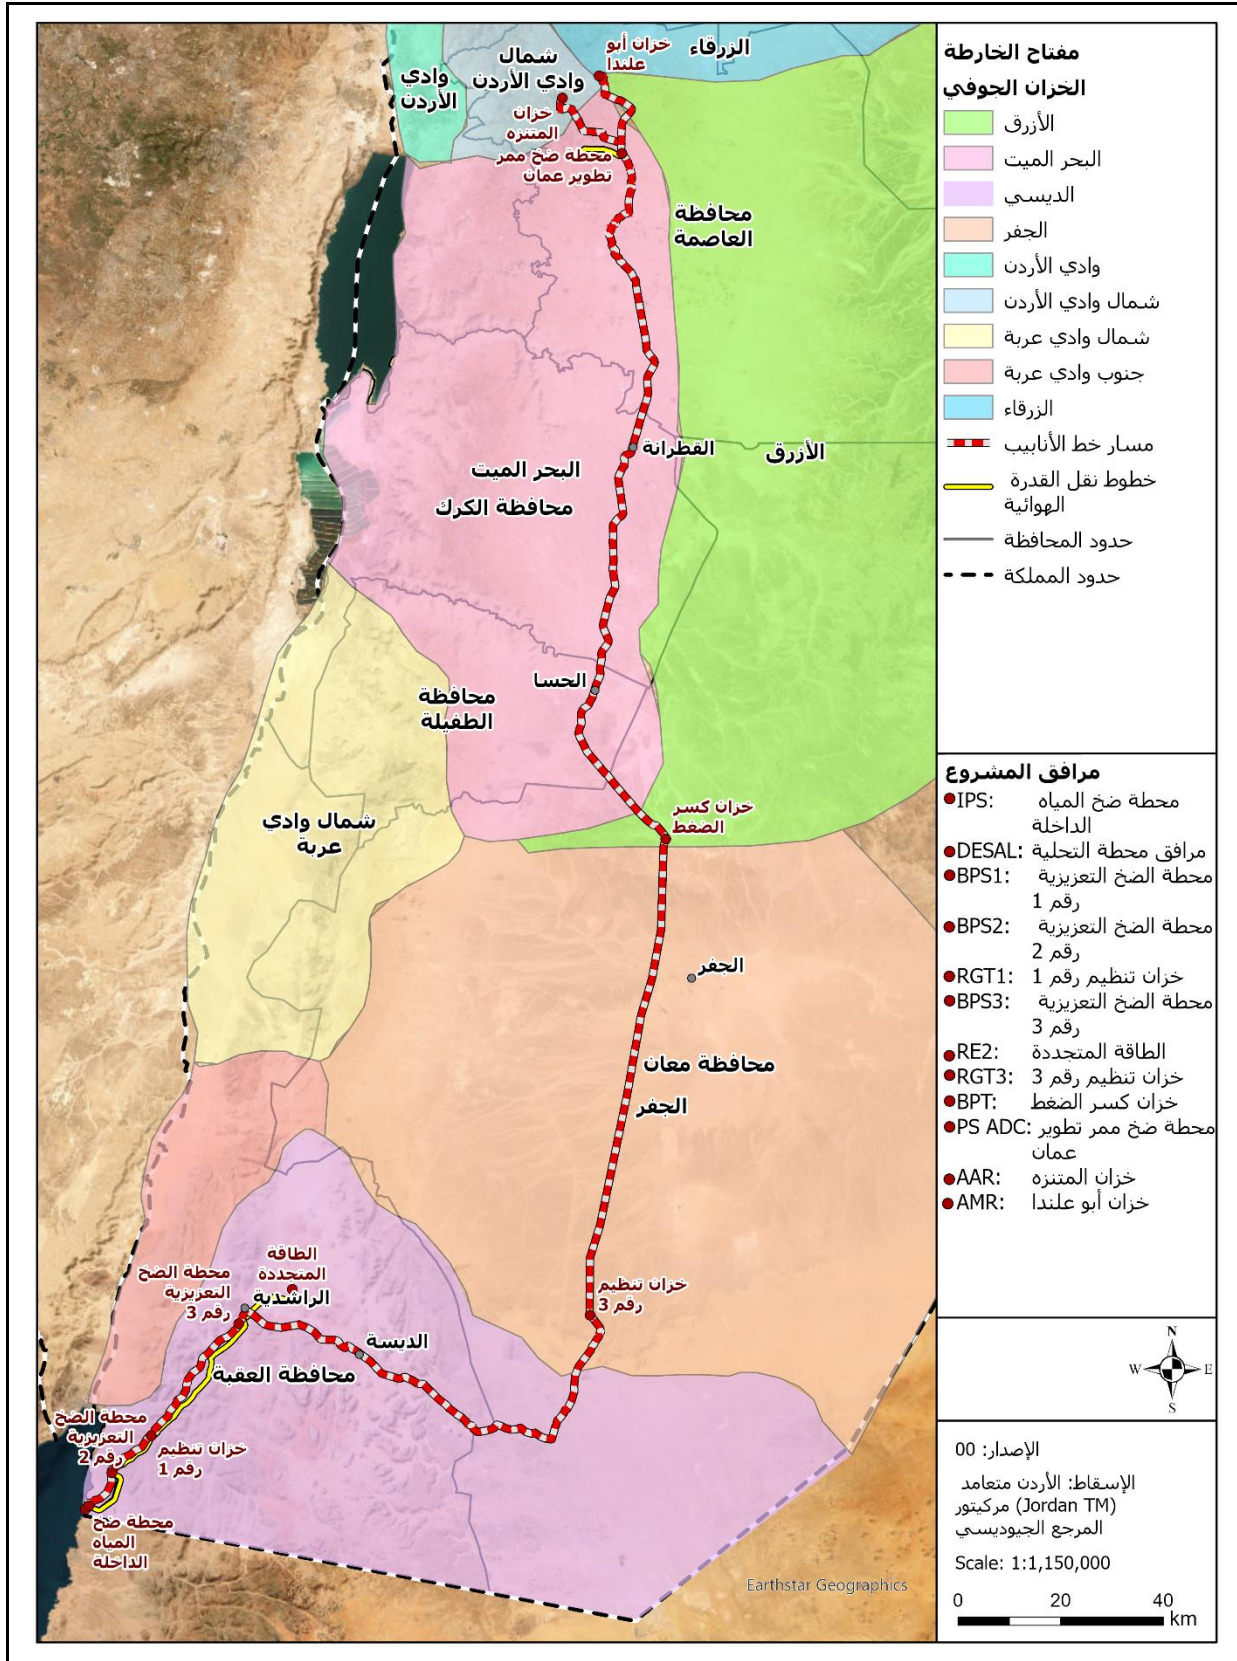 الزرقاء
خزان أبو
علندا
شمال
وادي الأردن
وادي
الأردن
خزان
المتنزه
محطة ضخ ممر
تطوير عمان
محافظة
العاصمة
القطرانة
الأزرق
البحر الميت
محافظة الكرك
الحسا
محافظة
الطفيلة
خزان كسر
الضغط
شمال وادي
عربة
الجفر
محافظة معان
الجفر
خزان تنظيم
رقم 3
الطاقة
المتجددة
محطة الضخ
التعزيزية
رقم 3
الراشدية
الديسة
محافظة العقبة
محطة الضخ
التعزيزية
رقم 2
خزان تنظيم
رقم 1
محطة ضخ
المياه
الداخلة
Earthstar Geographics
مفتاح الخارطة
الخزان الجوفي
الأزرق
البحر الميت
الديسي
الجفر
وادي الأردن
شمال وادي الأردن
شمال وادي عربة
جنوب وادي عربة
الزرقاء
مسار خط الأنابيب
خطوط نقل القدرة
الهوائية
حدود المحافظة
حدود المملكة
مرافق المشروع
IPS: محطة ضخ المياه
الداخلة
DESAL: مرافق محطة التحلية
BPS1: محطة الضخ التعزيزية
رقم 1
BPS2: محطة الضخ التعزيزية
رقم 2
RGT1: خزان تنظيم رقم 1
BPS3: محطة الضخ التعزيزية
رقم 3
RE2: الطاقة المتجددة
RGT3: خزان تنظيم رقم 3
BPT: خزان كسر الضغط
PS ADC: محطة ضخ ممر تطوير
عمان
AAR: خزان المتنزه
AMR: خزان أبو علندا
N
W E
S
الإصدار: 00
الإسقاط: الأردن متعامد
مركيتور (Jordan TM)
المرجع الجيوديسي
Scale: 1:1,150,000
0 20 40
km